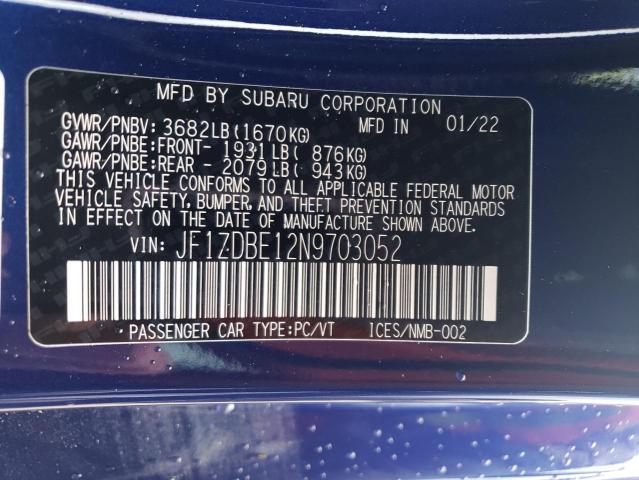 MFD BY SUBARU CORPORATION
GVWR/PNBV: 3682LB(1670KG) MFD IN 01/22
GAWR/PNBE:FRONT- 1931LB( 876KG)
GAWR/PNBE:REAR - 2079LB( 943KG)
THIS VEHICLE CONFORMS TO ALL APPLICABLE FEDERAL MOTOR
VEHICLE SAFETY, BUMPER, AND THEFT PREVENTION STANDARDS
IN EFFECT ON THE DATE OF MANUFACTURE SHOWN ABOVE.
VIN: JF1ZDBE12N9703052
PASSENGER CAR TYPE:PC/VT ICES/NMB-002